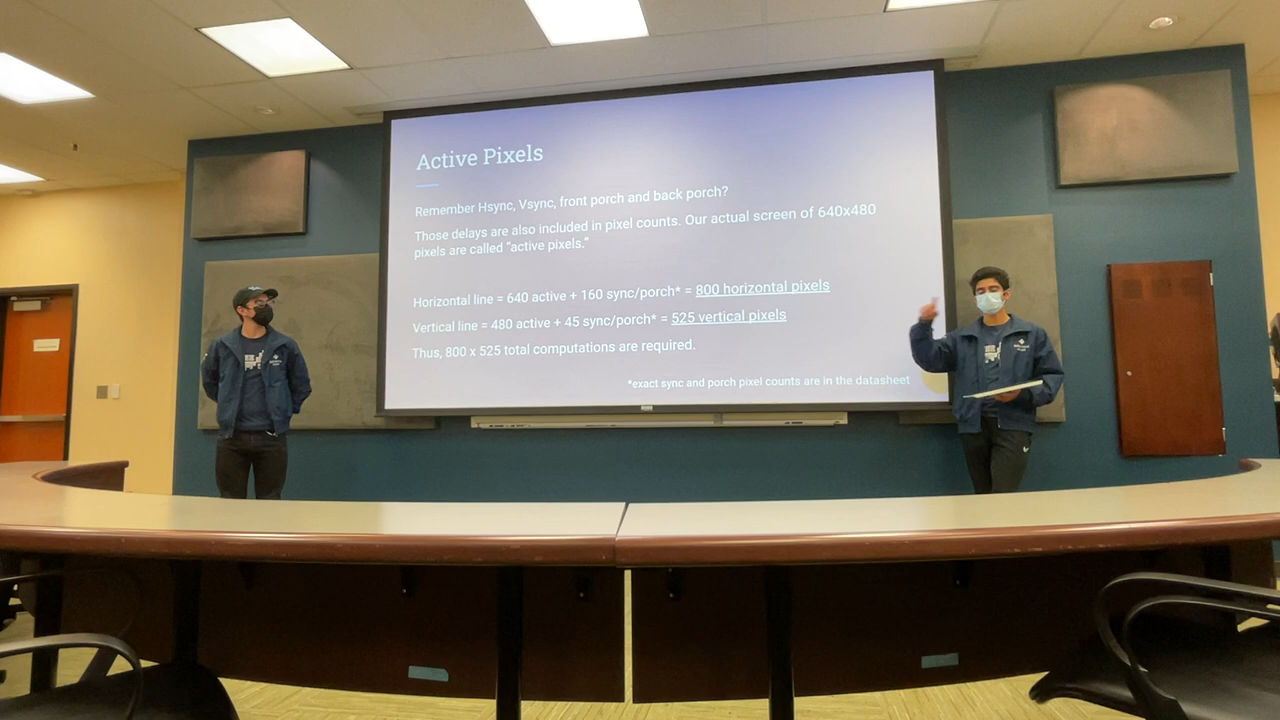 Active Pixels
Remember Hsync, Vsync, front porch and back porch?
Those delays are also included in pixel counts. Our actual screen of 640x480
pixels are called “active pixels.”
Horizontal line = 640 active + 160 sync/porch* = 800 horizontal pixels
Vertical line = 480 active + 45 sync/porch* = 525 vertical pixels
Thus, 800 x 525 total computations are required.
*exact sync and porch pixel counts are in the datasheet